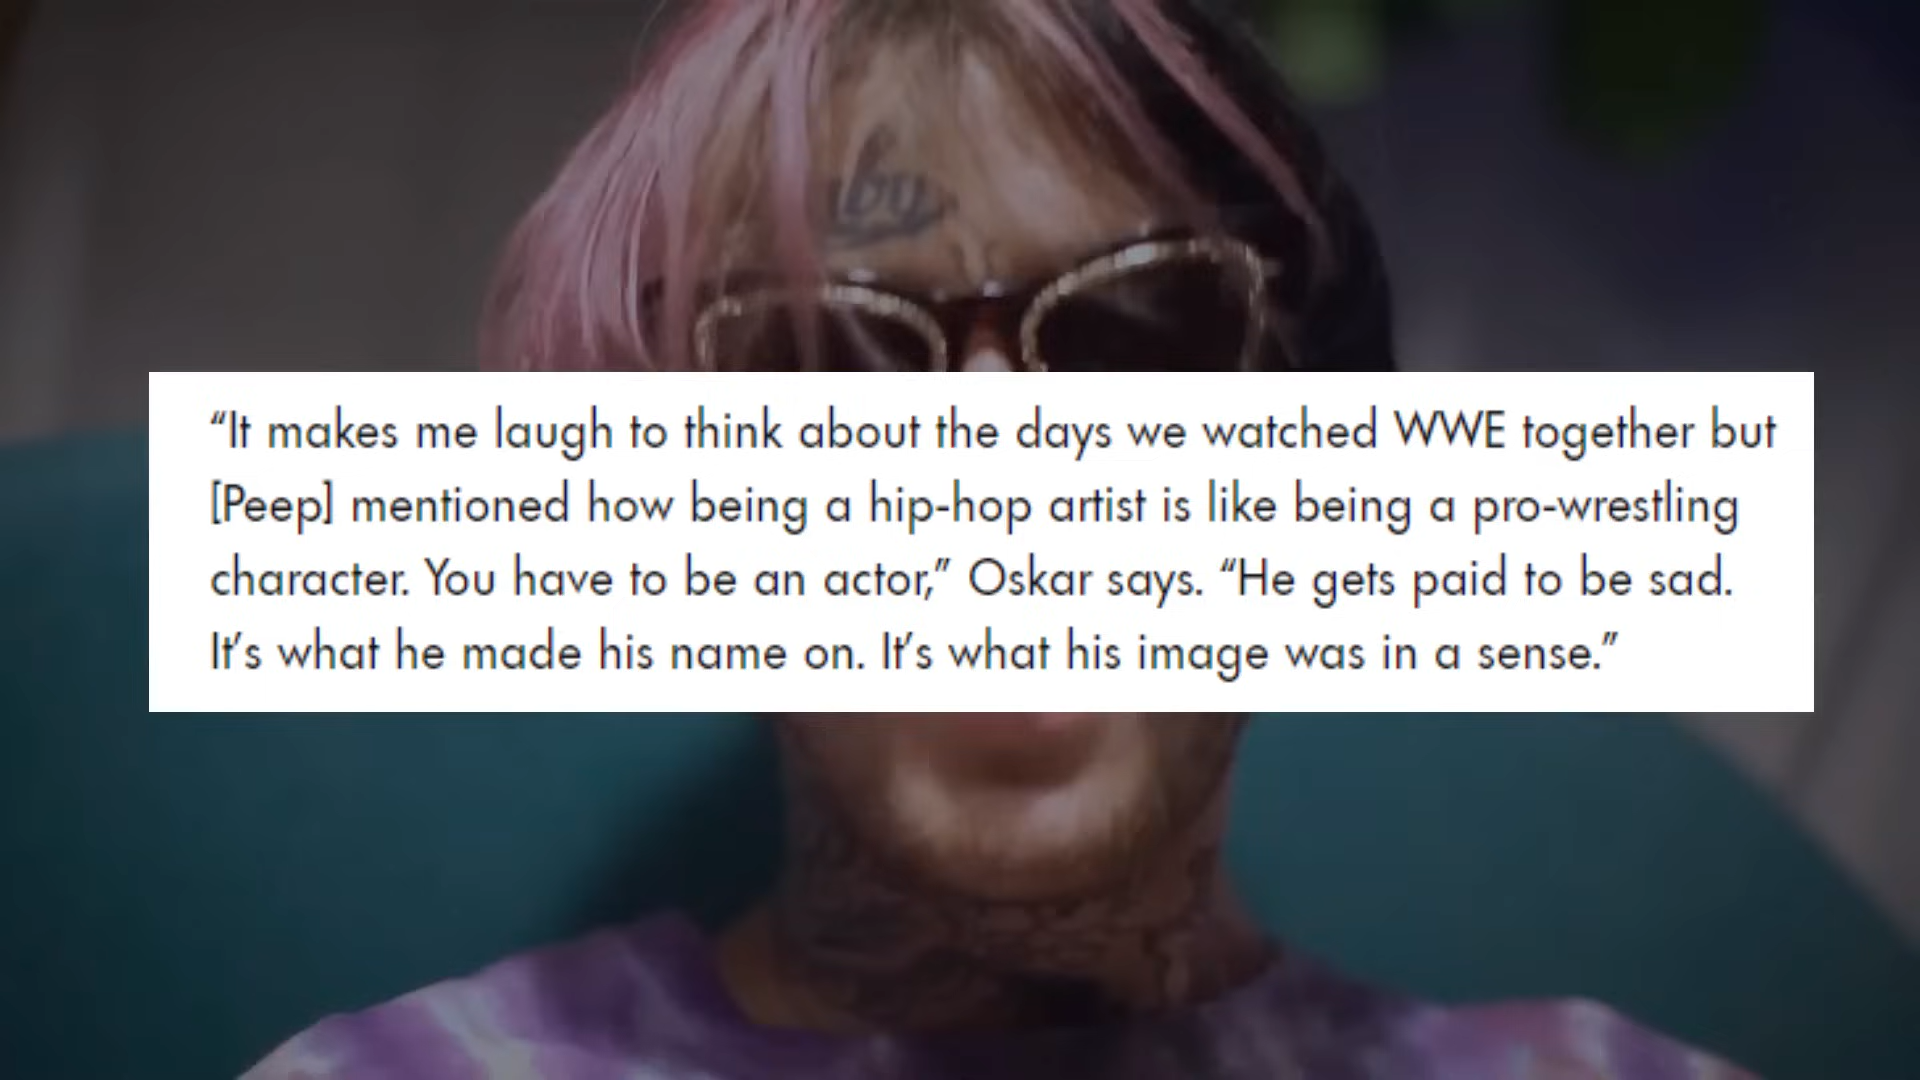 “It makes me laugh to think about the days we watched WWE together but
[Peep] mentioned how being a hip-hop artist is like being a pro-wrestling
character. You have to be an actor,” Oskar says. “He gets paid to be sad.
It’s what he made his name on. It’s what his image was in a sense.”